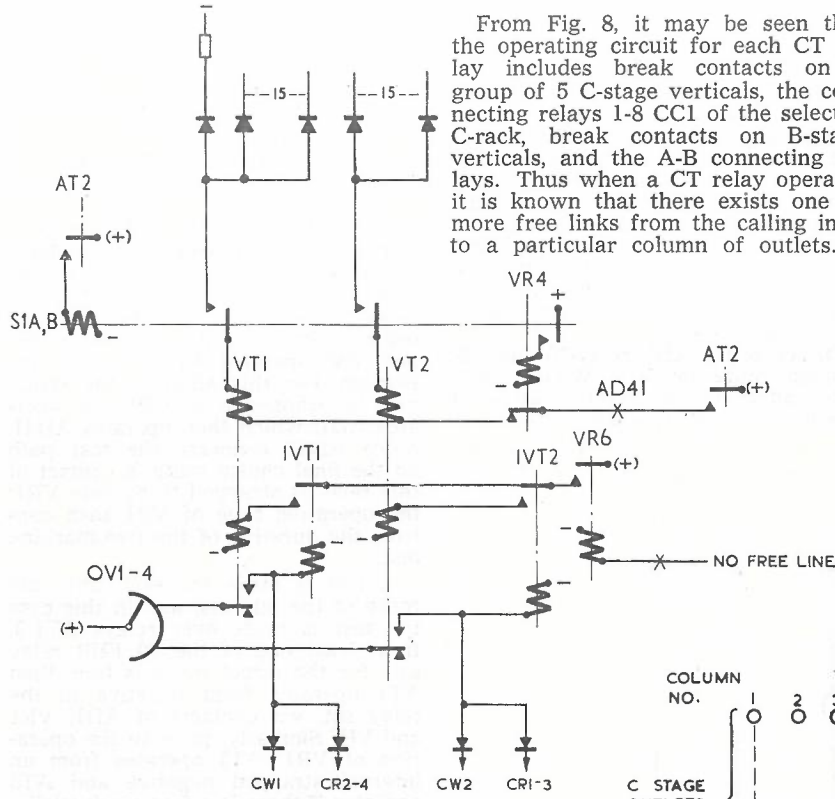 From Fig. 8, it may be seen th
the operating circuit for each CT
lay includes break contacts on
group of 5 C-stage verticals, the co
necting relays 1-8 CC1 of the select
C-rack, break contacts on B-sta
verticals, and the A-B connecting
lays. Thus when a CT relay opera
it is known that there exists one
more free links from the calling in
to a particular column of outlets.
--15-- --15--
AT2
(+)
VR4
+
S1A,B
VT1 VT2
AT2
AD41 (+)
IVT1 IVT2 VR6
(+)
OV1-4
NO FREE LINE
(+)
COLUMN
NO. 1 2 3
CW1 CR2-4 CW2 CR1-3
C STAGE